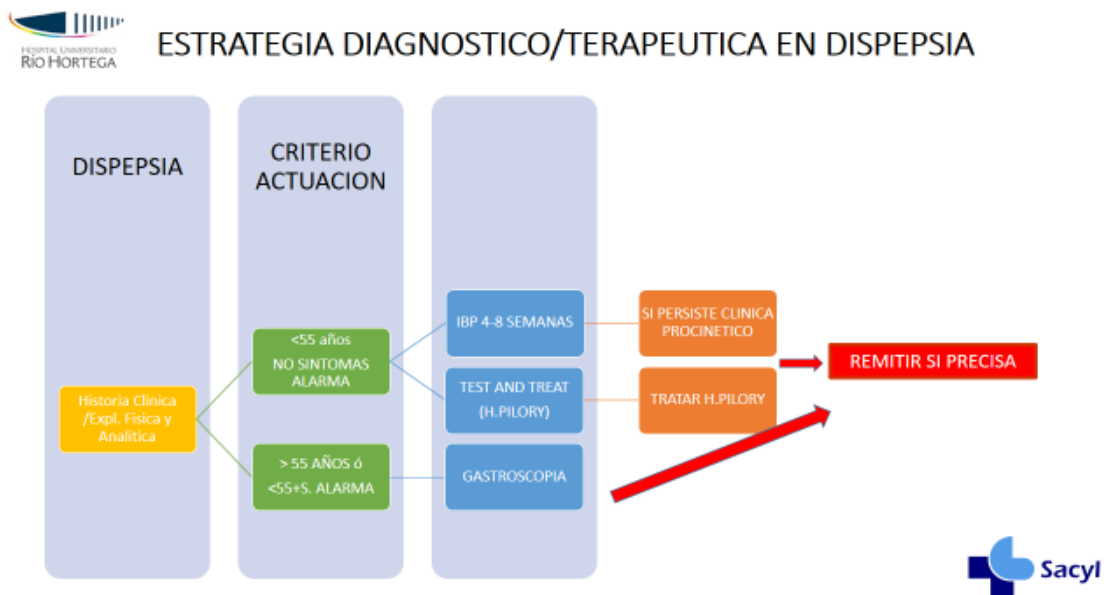 HOSPITAL UNIVERSITARIO
RÍO HORTEGA
ESTRATEGIA DIAGNOSTICO/TERAPEUTICA EN DISPEPSIA
DISPEPSIA
CRITERIO
ACTUACION
Historia Clinica
/Expl. Fisica y
Analitica
<55 años
NO SINTOMAS
ALARMA
> 55 AÑOS ó
<55+S. ALARMA
IBP 4-8 SEMANAS
TEST AND TREAT
(H.PILORY)
GASTROSCOPIA
SI PERSISTE CLINICA
PROCINETICO
TRATAR H.PILORY
REMITIR SI PRECISA
Sacyl